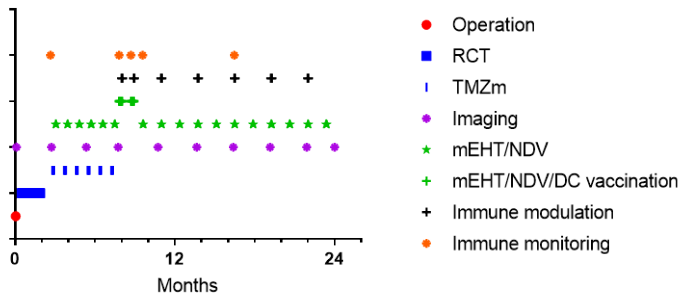 0
12
24
Months
Operation
RCT
TMZm
Imaging
mEHT/NDV
mEHT/NDV/DC vaccination
Immune modulation
Immune monitoring